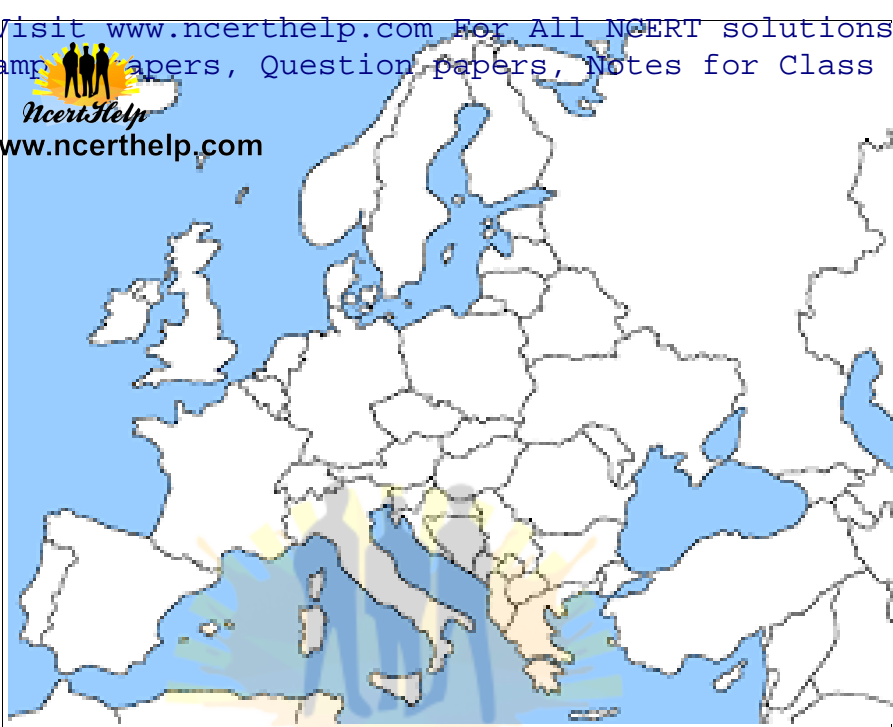 Visit www.ncerthelp.com For All NCERT solutions
apers, Question papers, Notes for Class
NcertHelp
www.ncerthelp.com